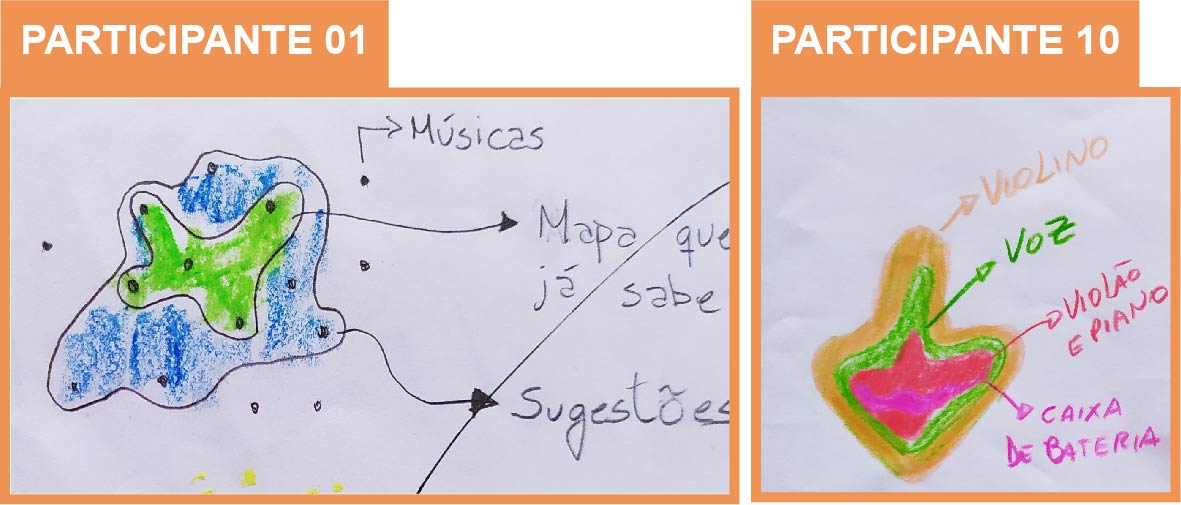 PARTICIPANTE 01
Músicas
Mapa que
já sabe
Sugestões
PARTICIPANTE 10
VIOLINO
VOZ
VIOLÃO
E PIANO
CAIXA
DE BATERIA